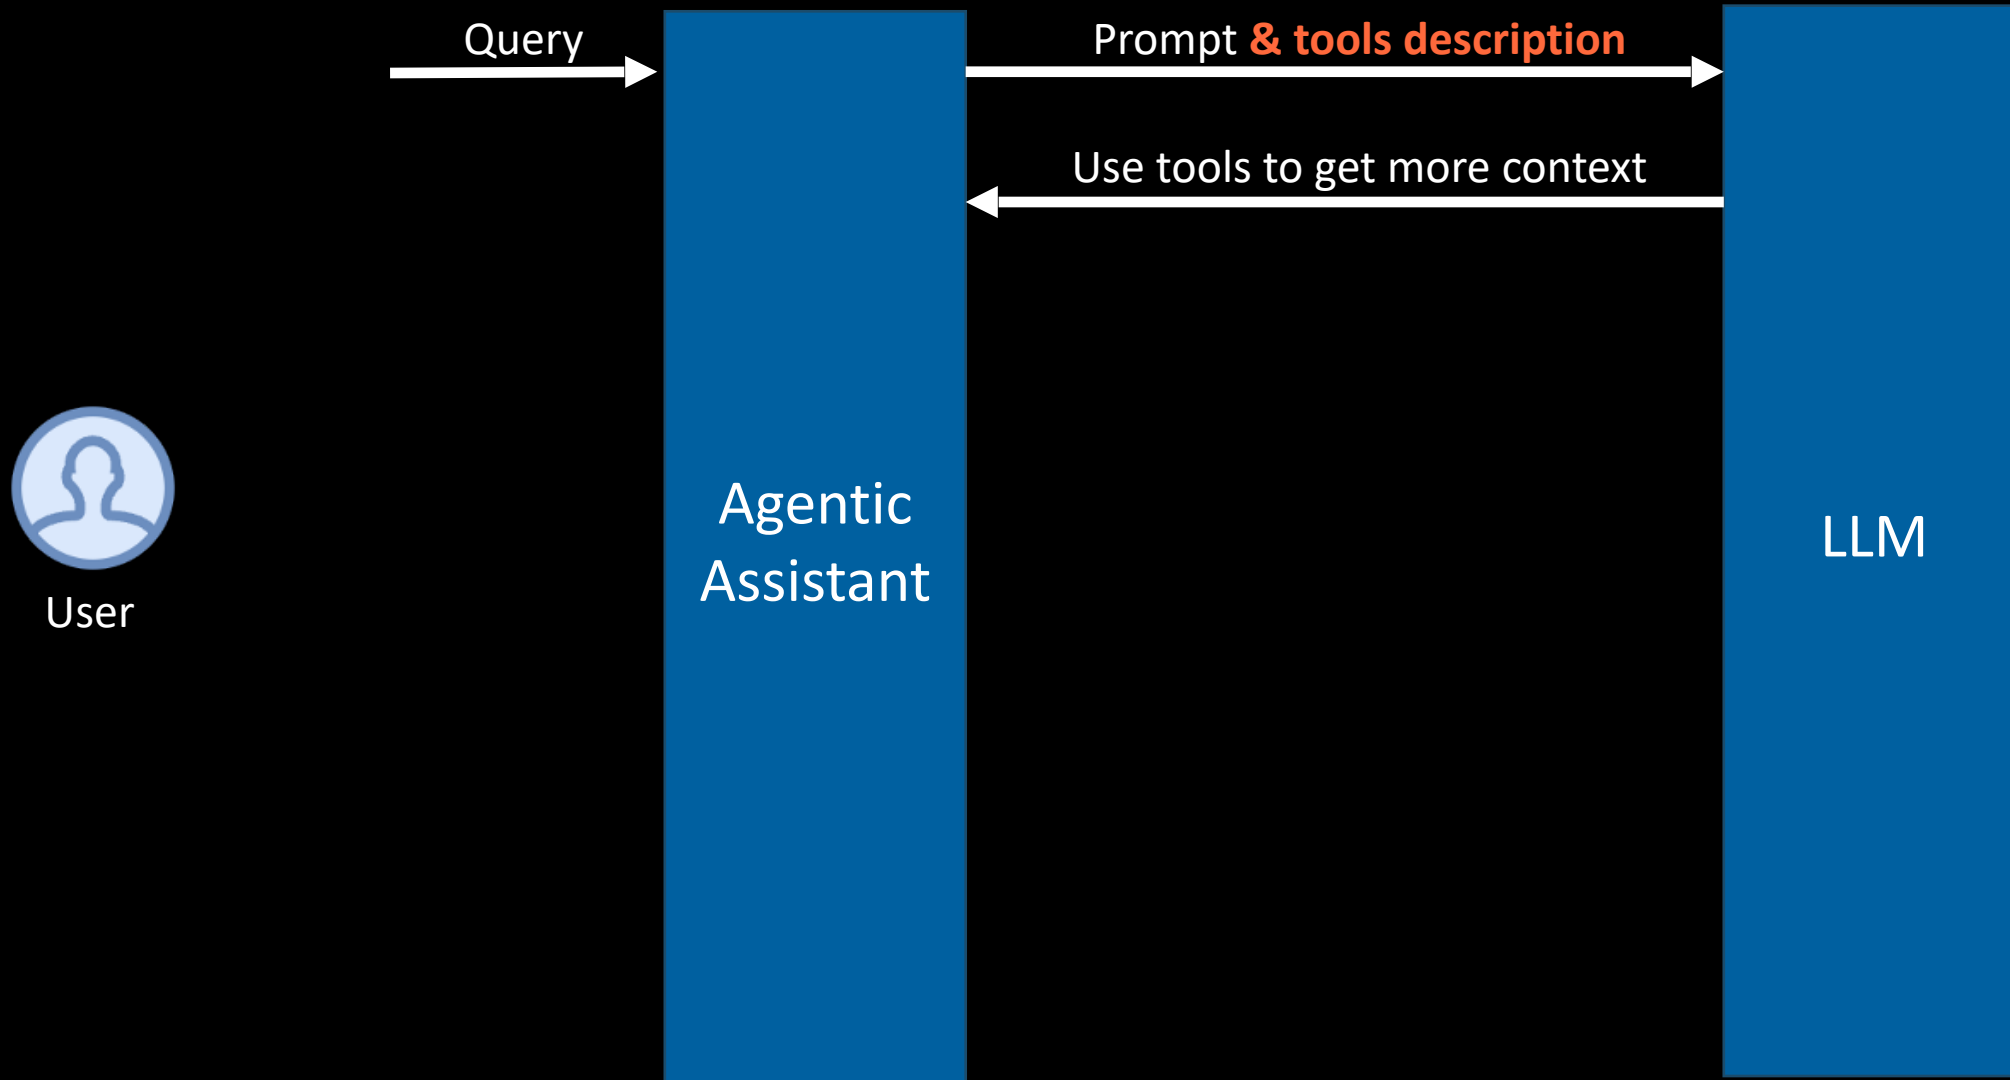 Query
Prompt & tools description
Use tools to get more context
Agentic
Assistant
LLM
User